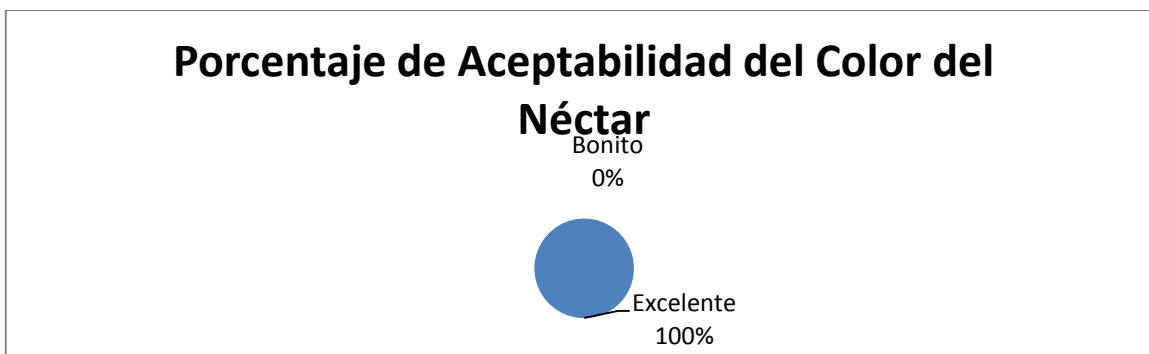 Porcentaje de Aceptabilidad del Color del
Néctar
Bonito
0%
Excelente
100%